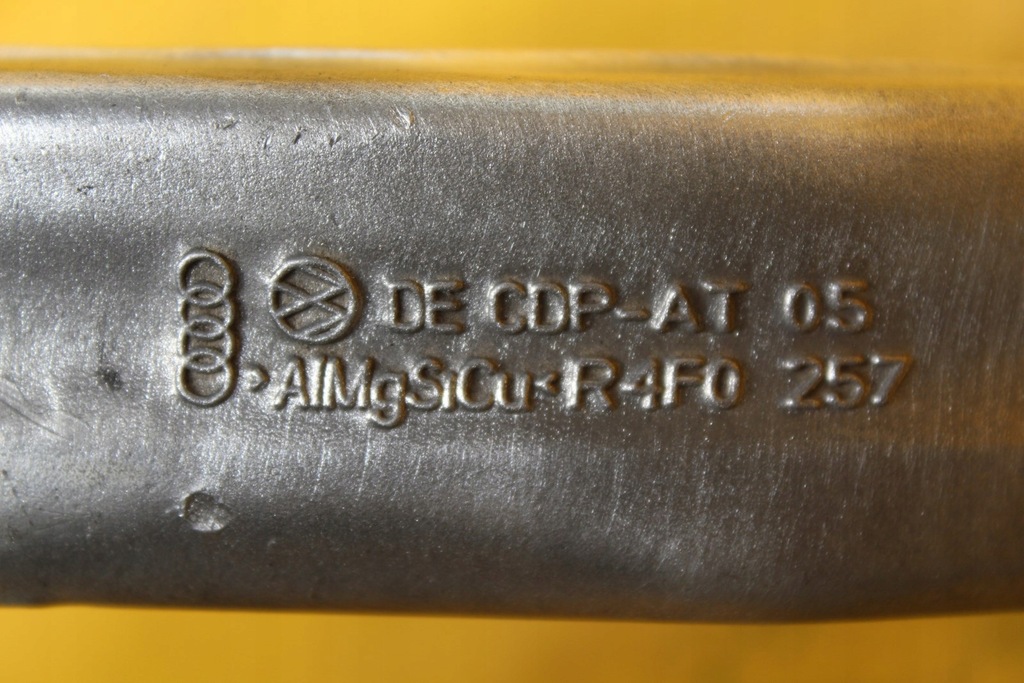 DE CDP-AT 05
>AlMgSiCu< R 4F0 257